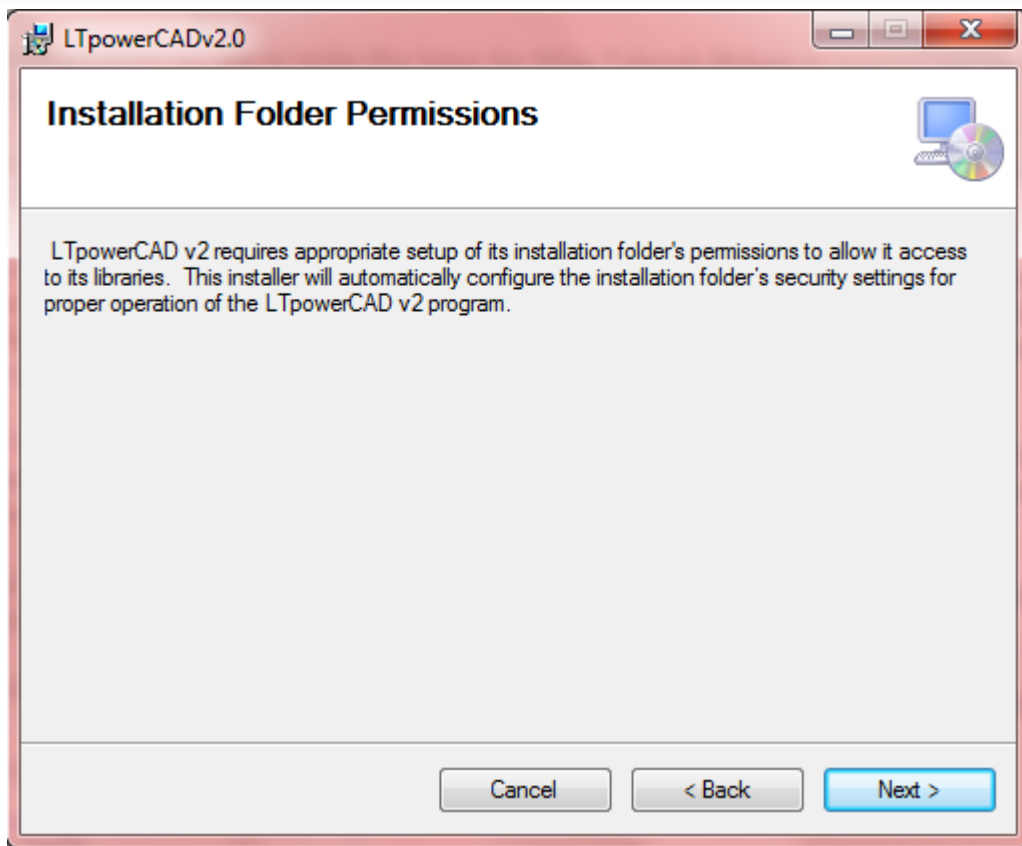 LTpowerCADv2.0
Installation Folder Permissions
LTpowerCAD v2 requires appropriate setup of its installation folder's permissions to allow it access
to its libraries.  This installer will automatically configure the installation folder's security settings for
proper operation of the LTpowerCAD v2 program.
Cancel
< Back
Next >